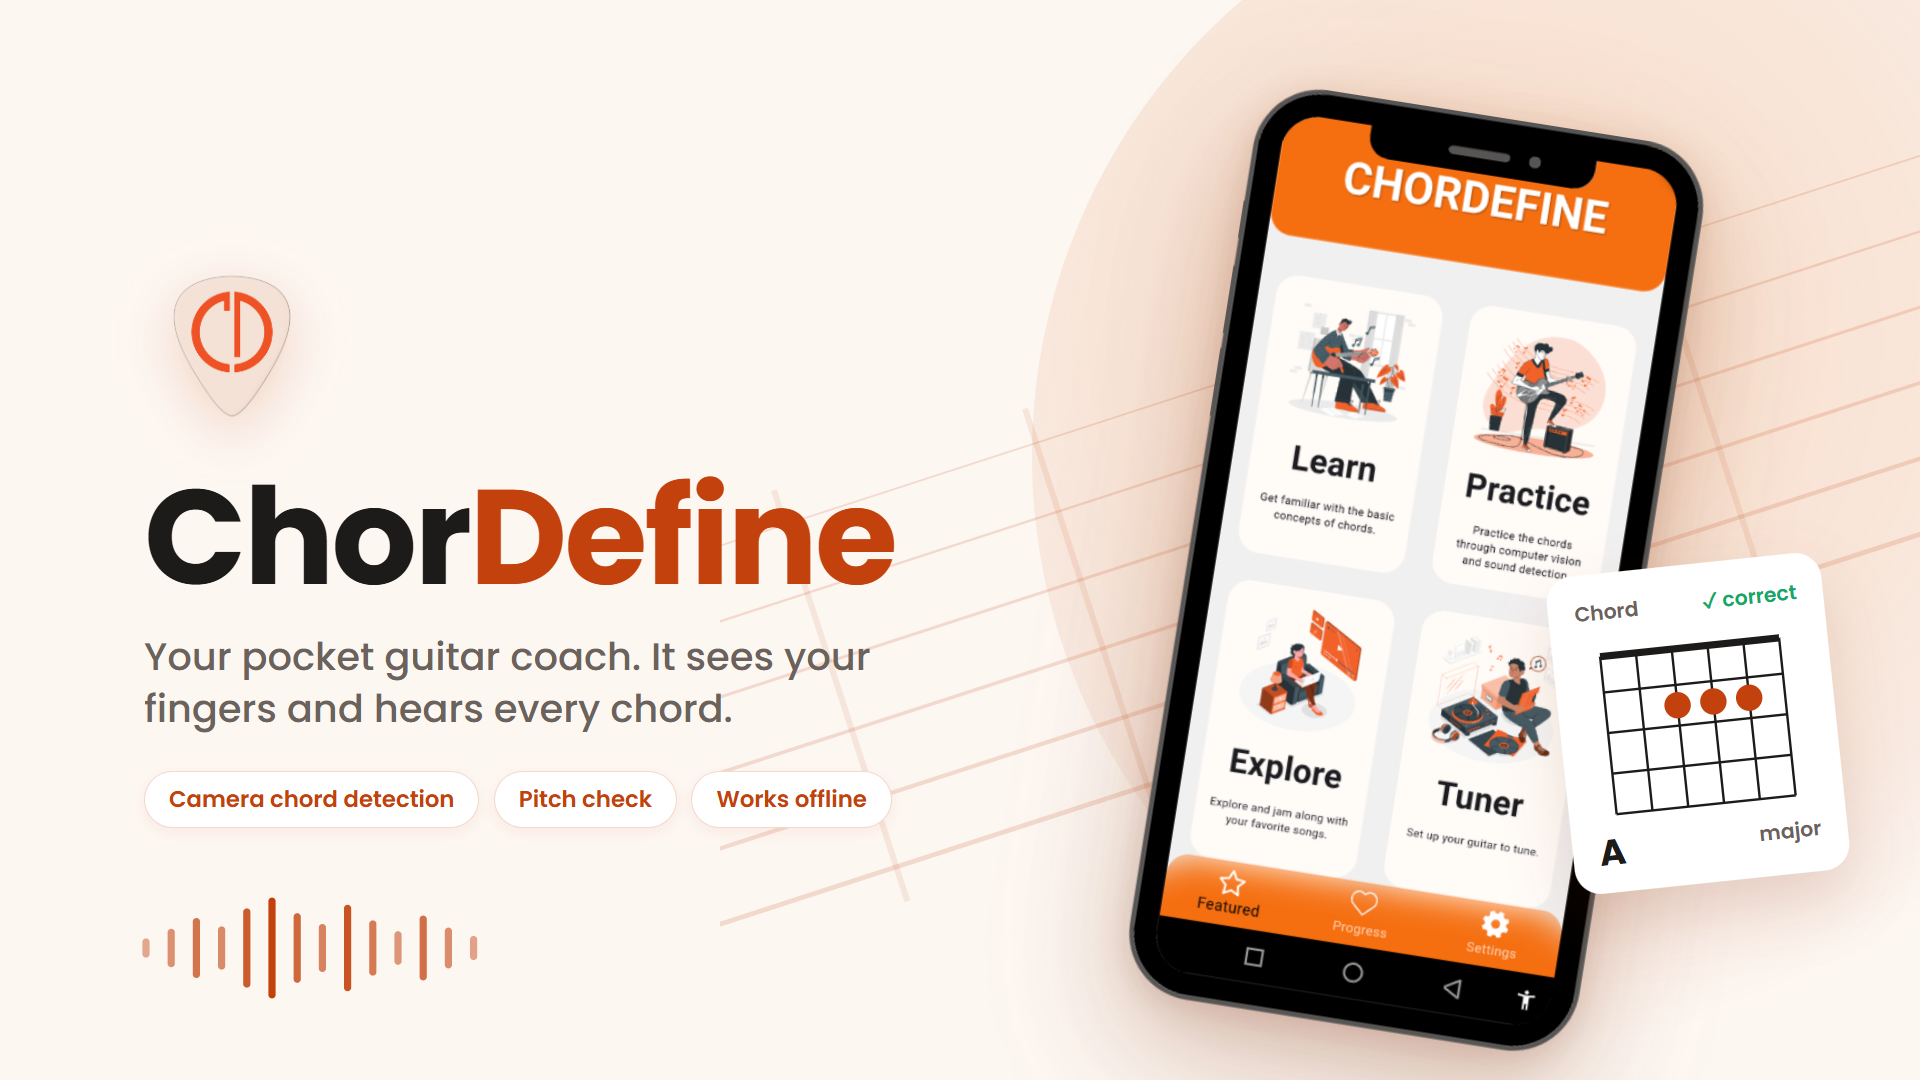 ChorDefine
Your pocket guitar coach. It sees your
fingers and hears every chord.
Camera chord detection
Pitch check
Works offline
CHORDEFINE
Learn
Get familiar with the basic
concepts of chords.
Practice
Practice the chords
through computer vision
and sound detection
Explore
Explore and jam along with
your favorite songs.
Tuner
Set up your guitar to tune.
Featured
Progress
Settings
Chord
✓ correct
A
major